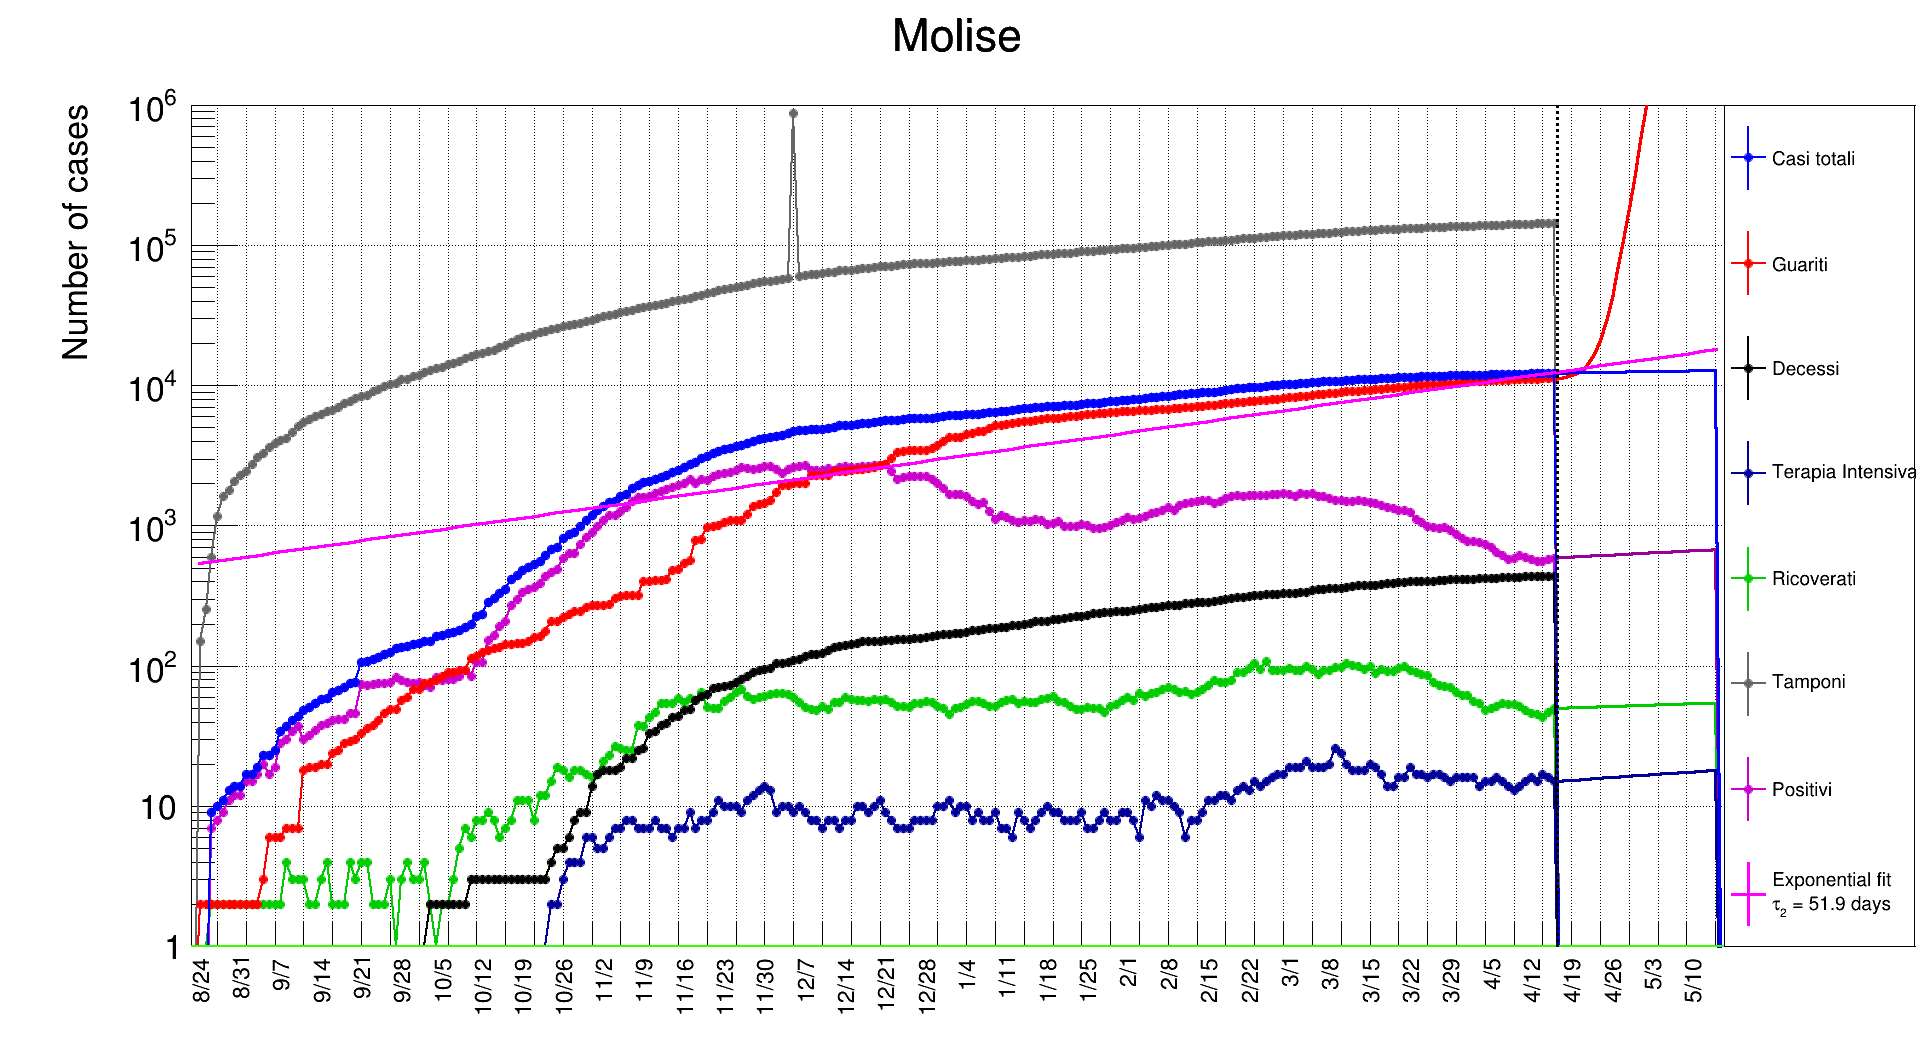 Molise
Number of cases
10^6
10^5
10^4
10^3
10^2
10
1
8/24 8/31 9/7 9/14 9/21 9/28 10/5 10/12 10/19 10/26 11/2 11/9 11/16 11/23 11/30 12/7 12/14 12/21 12/28 1/4 1/11 1/18 1/25 2/1 2/8 2/15 2/22 3/1 3/8 3/15 3/22 3/29 4/5 4/12 4/19 4/26 5/3 5/10
Casi totali
Guariti
Decessi
Terapia Intensiva
Ricoverati
Tamponi
Positivi
Exponential fit
τ₂ = 51.9 days